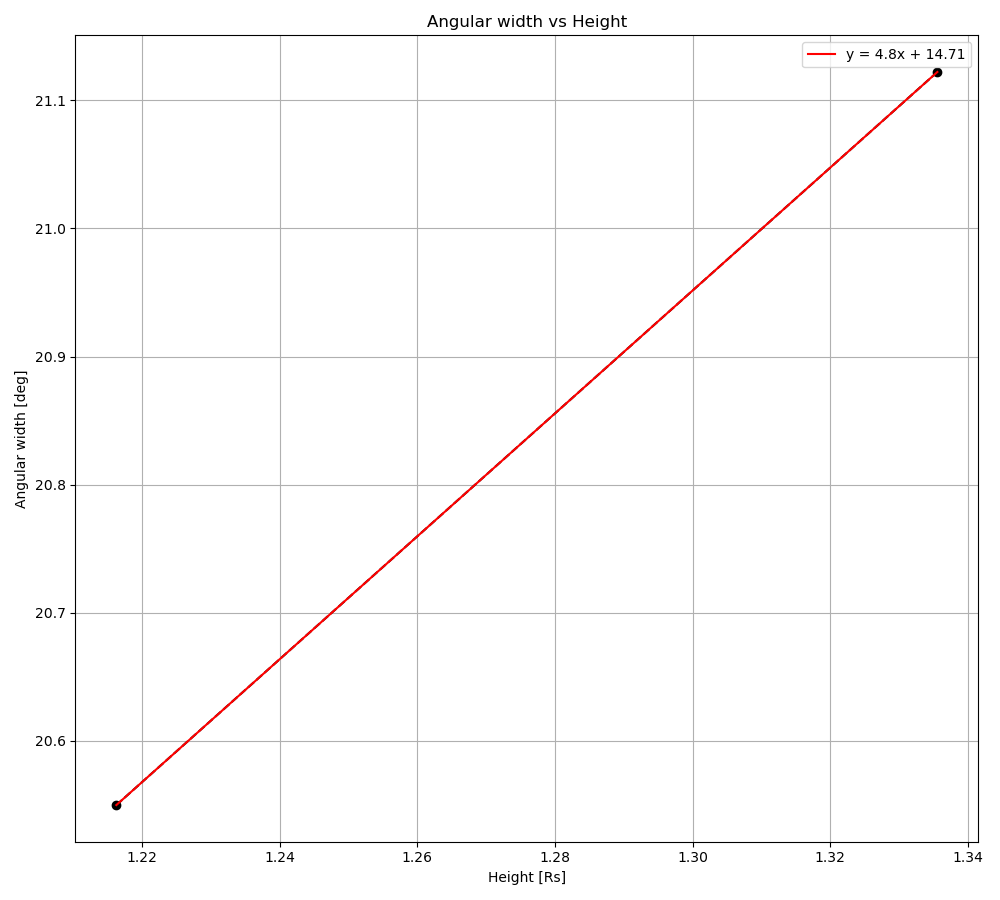 Angular width vs Height
y = 4.8x + 14.71
Angular width [deg]
21.1
21.0
20.9
20.8
20.7
20.6
1.22 1.24 1.26 1.28 1.30 1.32 1.34
Height [Rs]